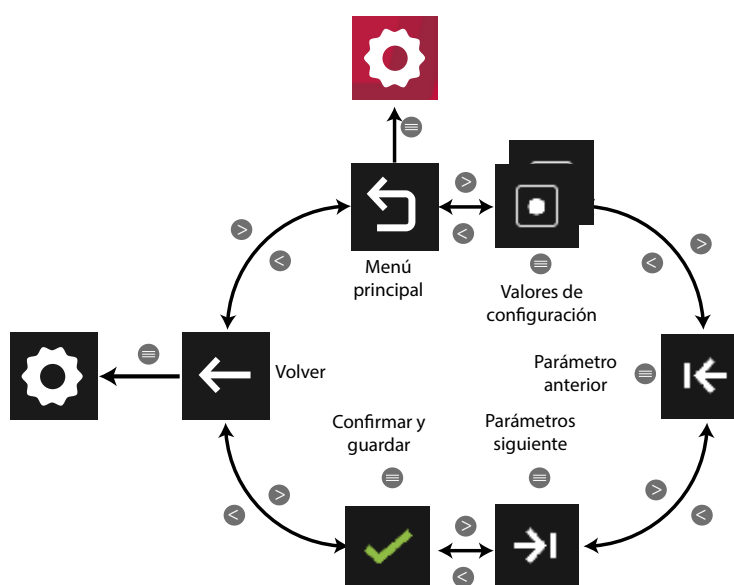 Menú
principal
Valores de
configuración
Volver
Parámetro
anterior
Confirmar y
guardar
Parámetros
siguiente